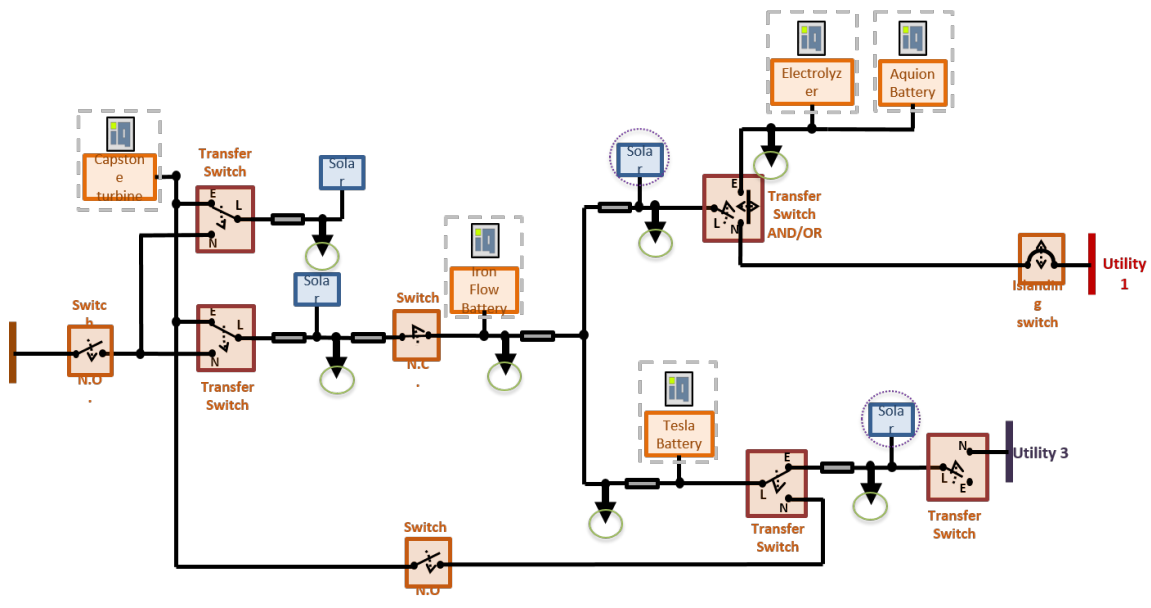 Electrolyz
er
Aquion
Battery
Capston
e
turbine
Transfer
Switch
Sola
r
Sola
r
E
L
N
E
L
N
Transfer
Switch
AND/OR
Iron
Flow
Battery
Sola
r
Utility
1
Islandin
g
switch
Switc
h
N.O
.
E
L
N
Transfer
Switch
Switch
N.C
.
Tesla
Battery
Sola
r
E
L
N
Transfer
Switch
N
L
E
Utility 3
Transfer
Switch
Switch
N.O